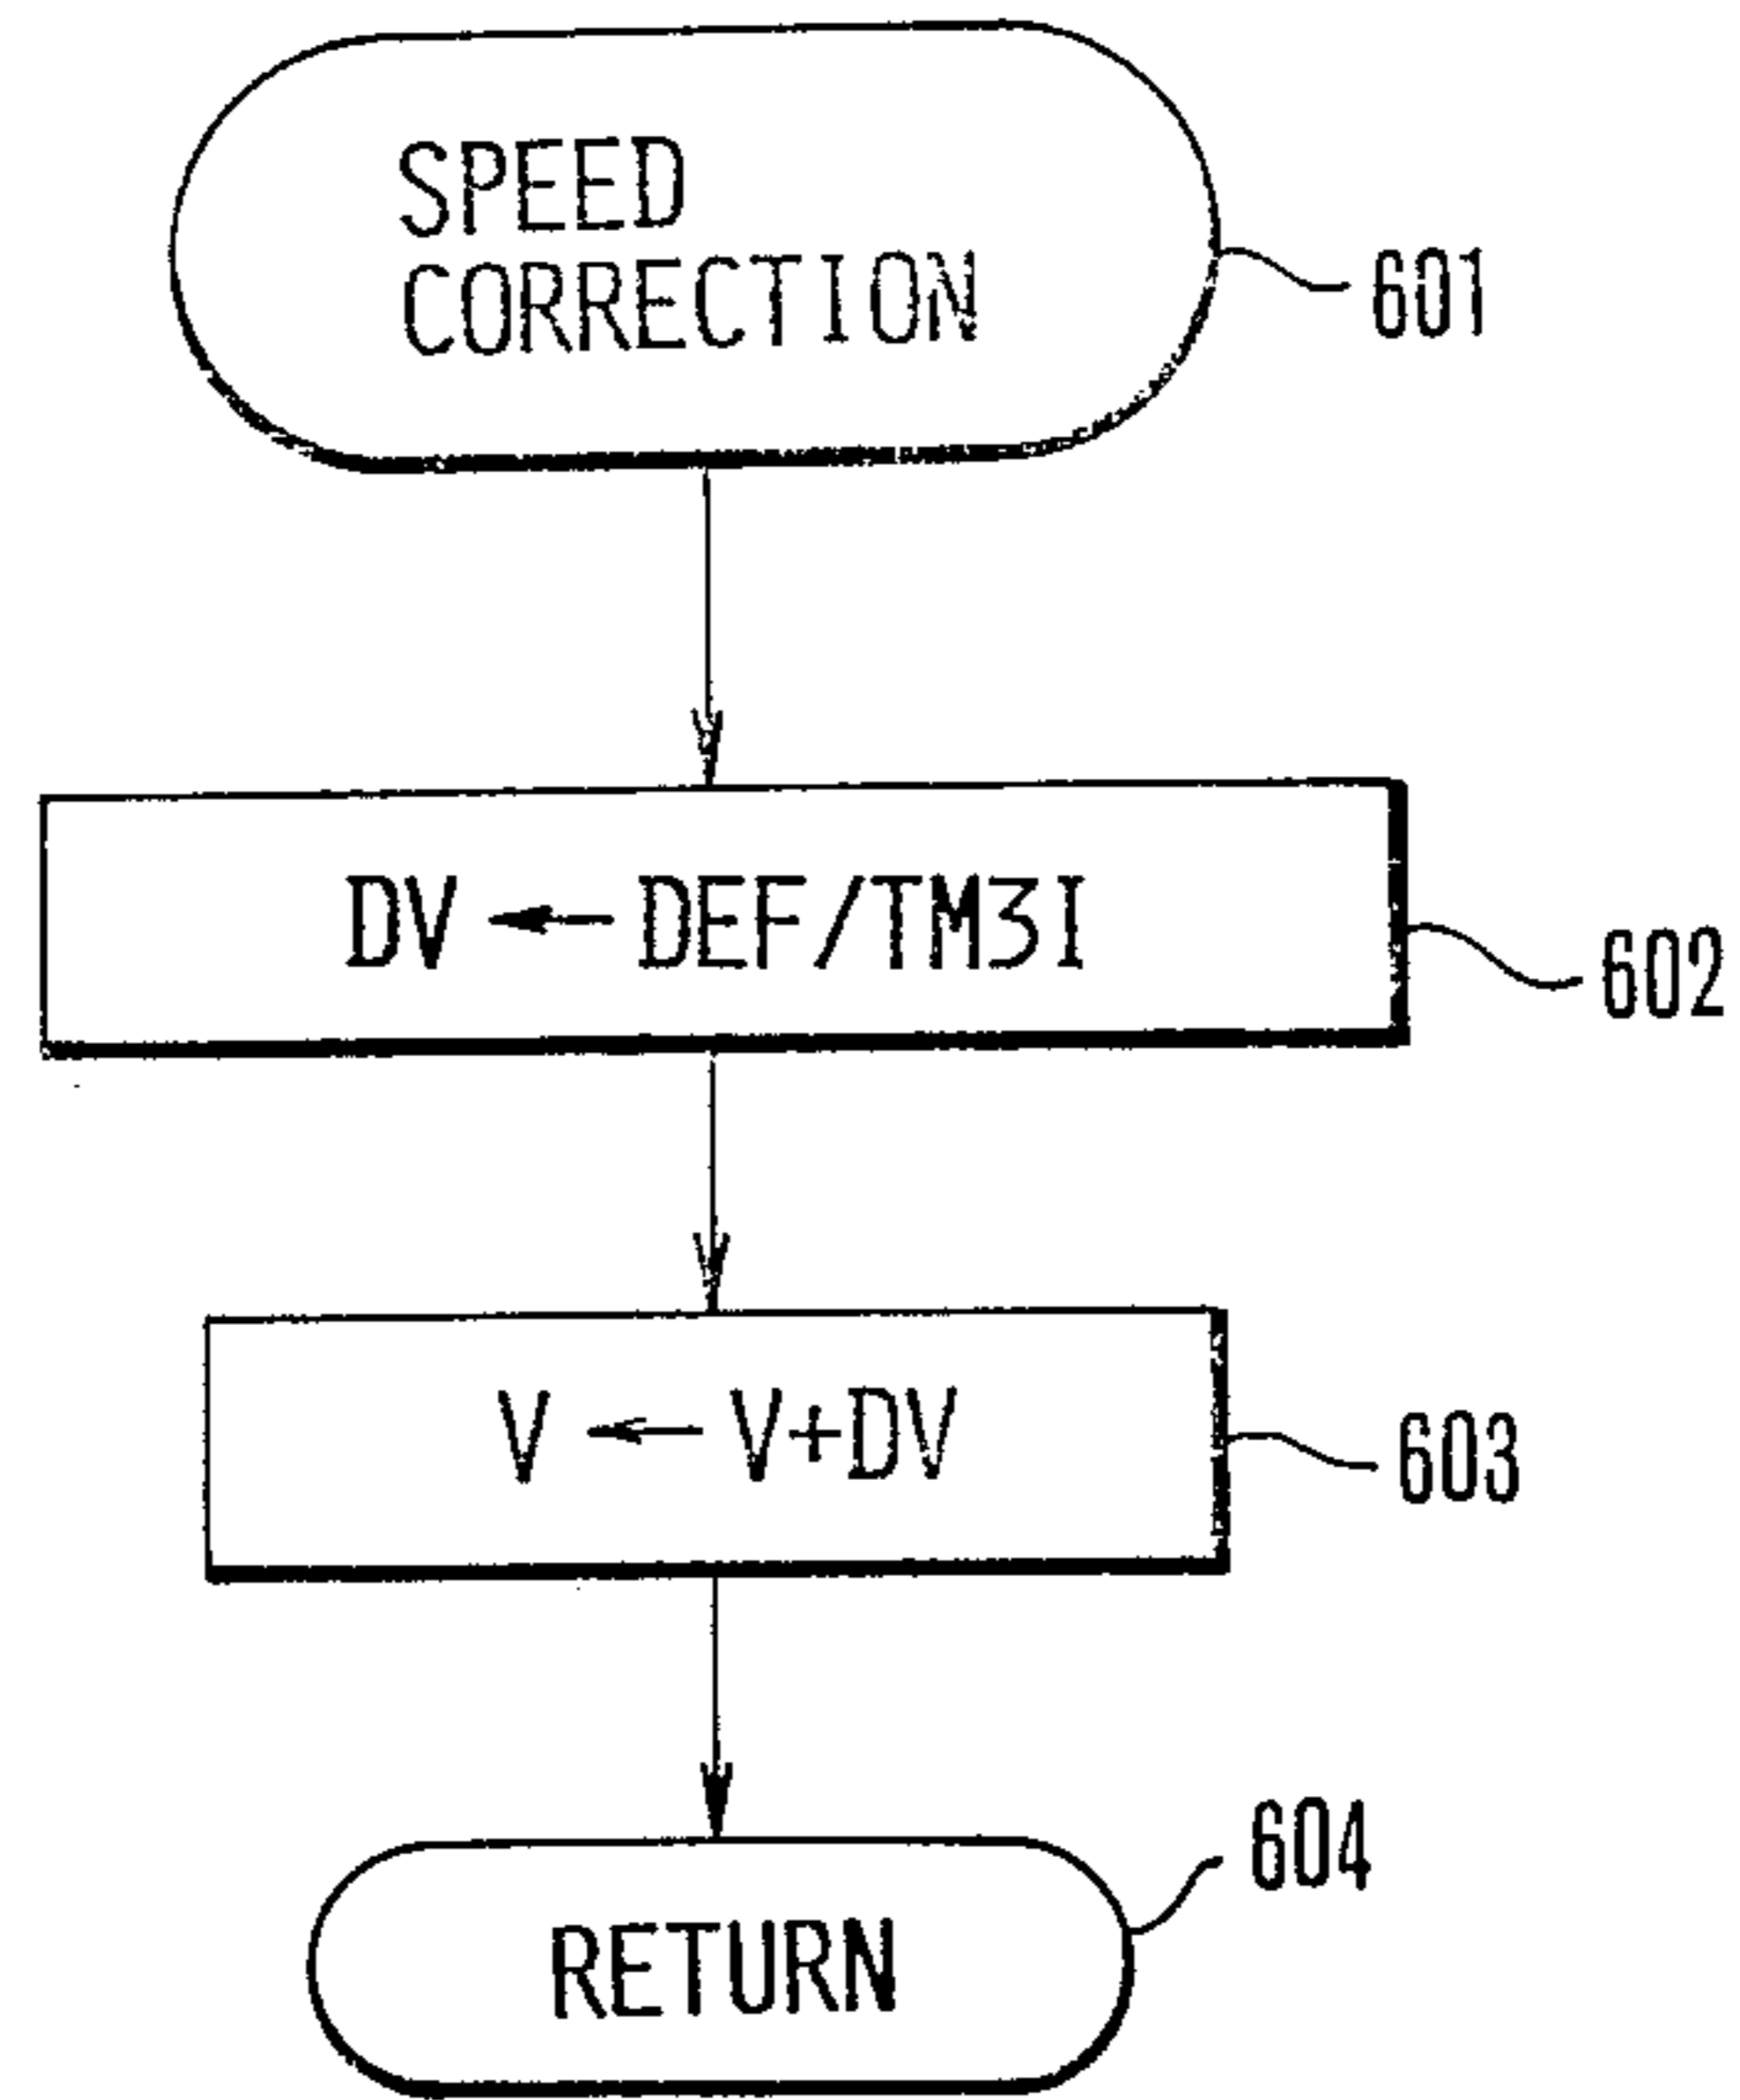 SPEED
CORRECTION
601
DV ← DEF/TM3I
602
V ← V+DV
603
604
RETURN